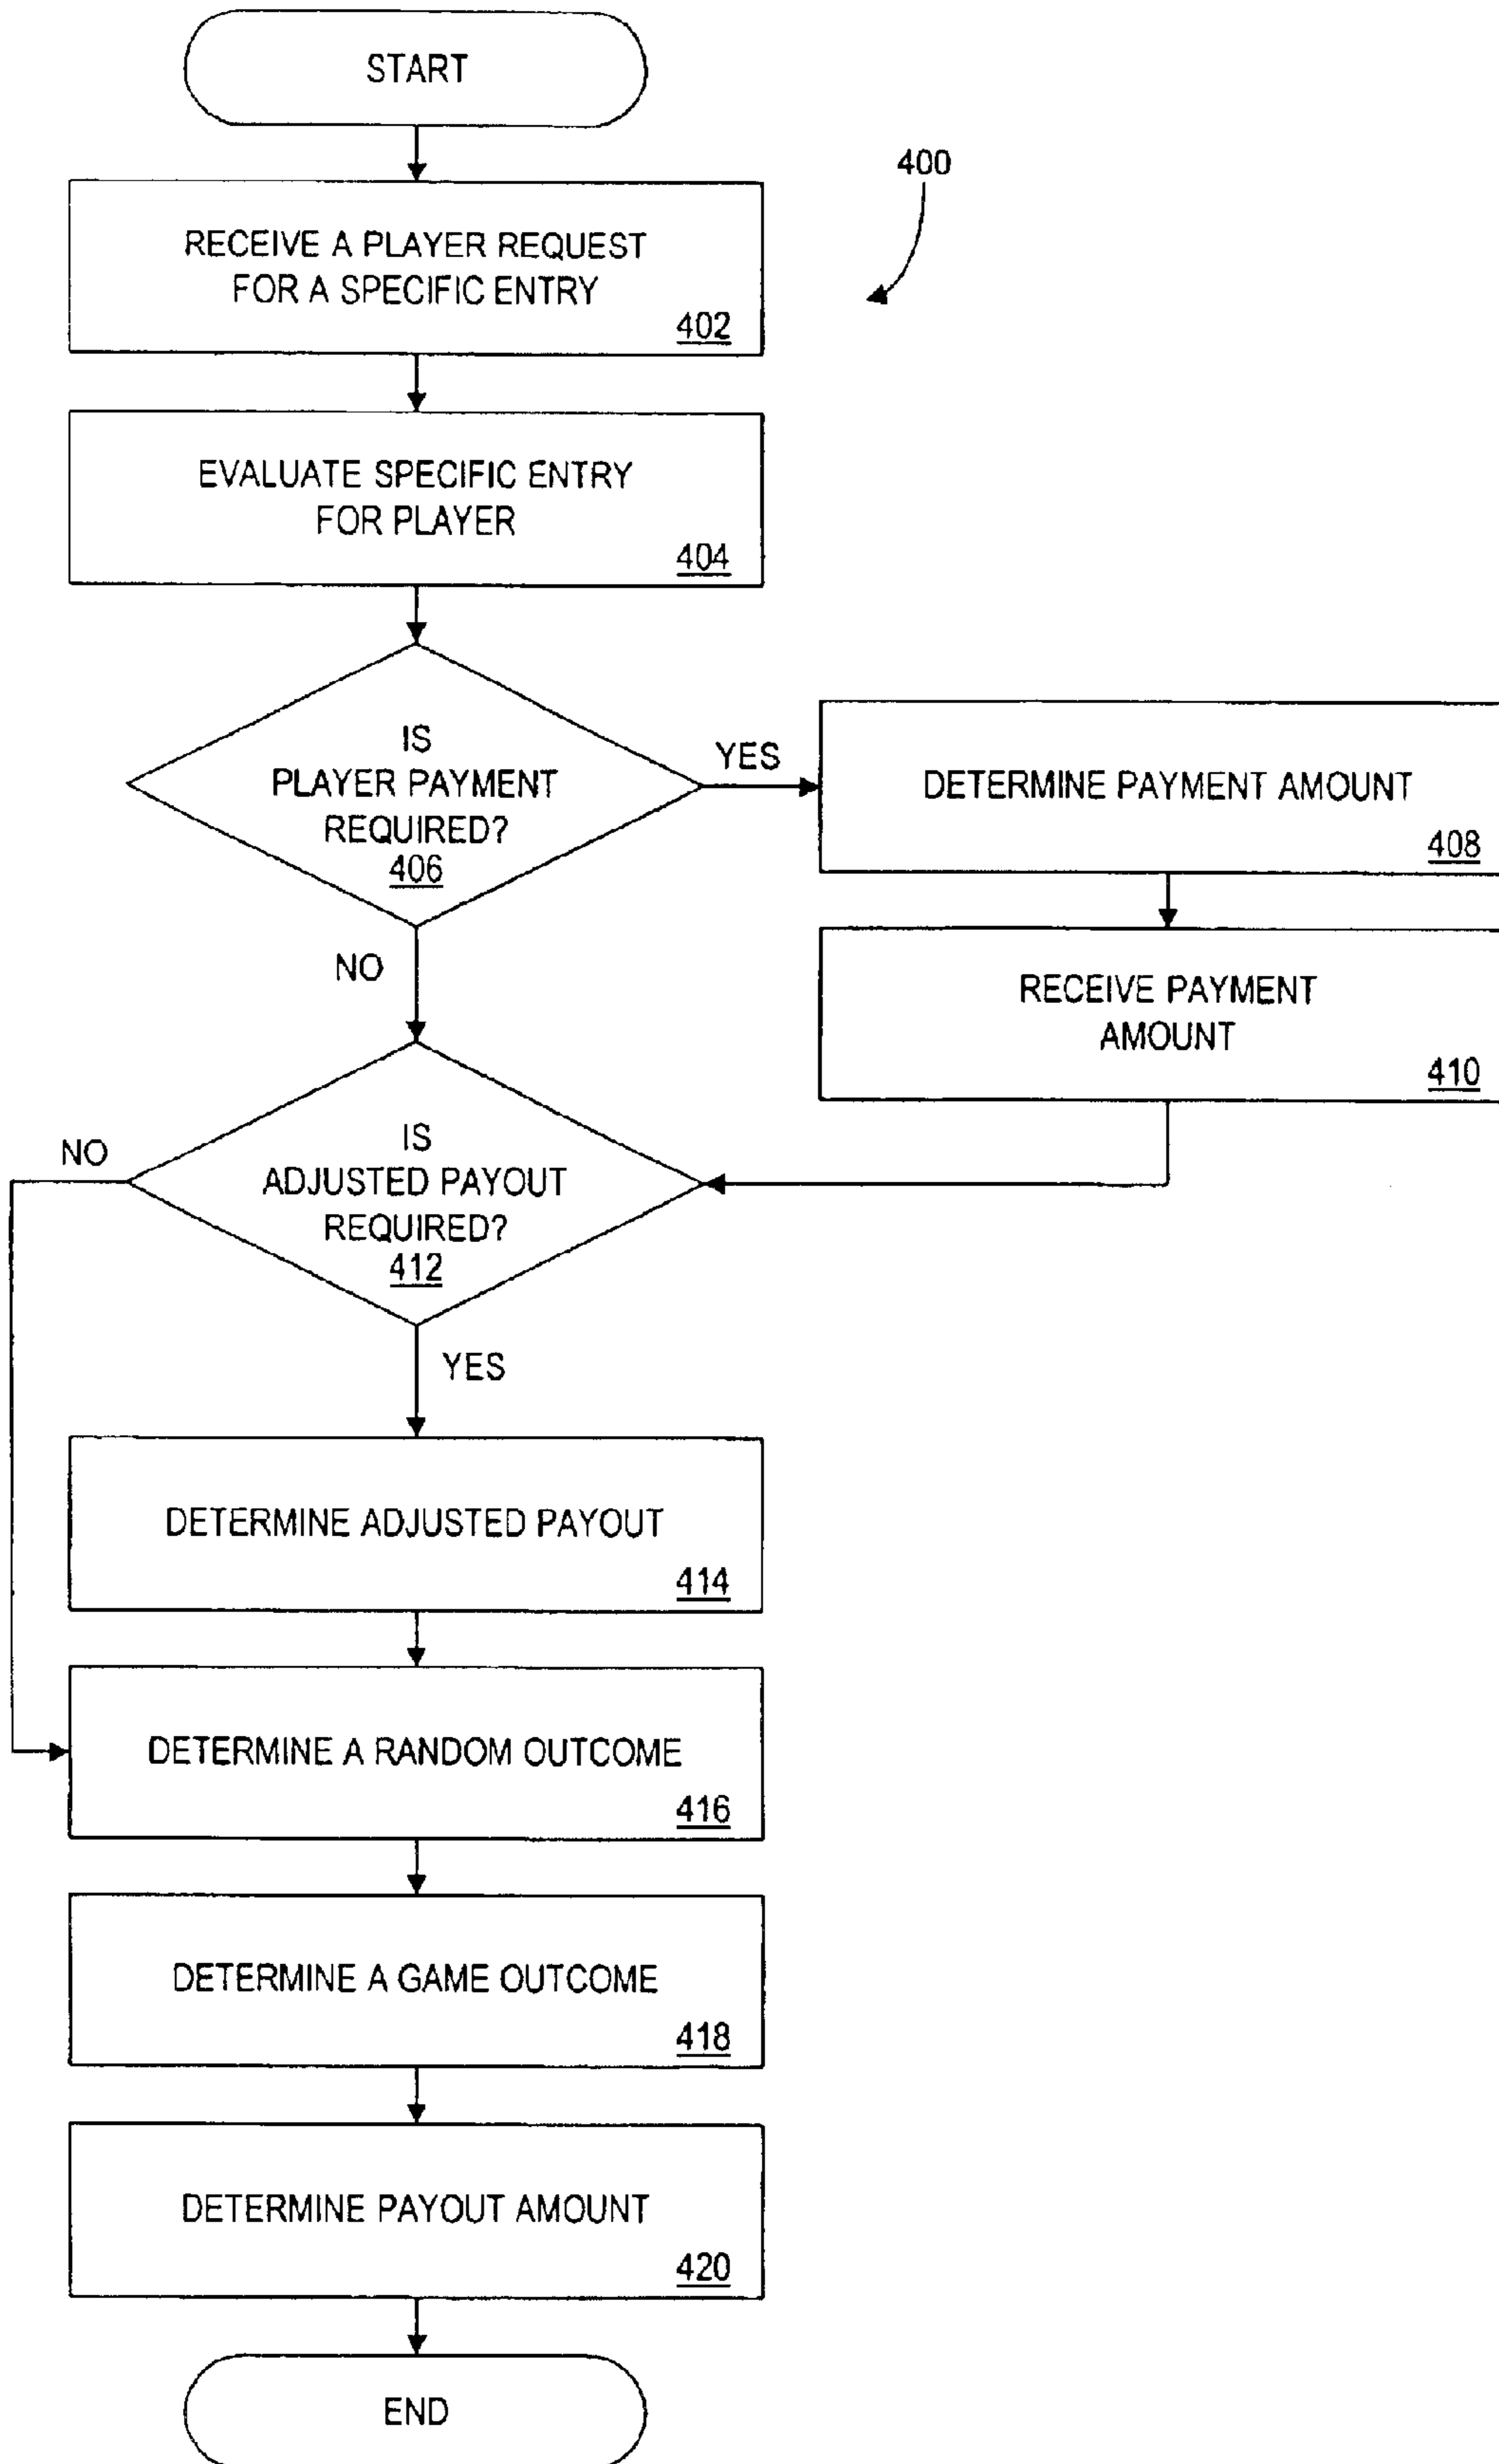 START
400
RECEIVE A PLAYER REQUEST
FOR A SPECIFIC ENTRY
402
EVALUATE SPECIFIC ENTRY
FOR PLAYER
404
IS
PLAYER PAYMENT
REQUIRED?
406
YES
DETERMINE PAYMENT AMOUNT
408
NO
RECEIVE PAYMENT
AMOUNT
410
IS
ADJUSTED PAYOUT
REQUIRED?
412
NO
YES
DETERMINE ADJUSTED PAYOUT
414
DETERMINE A RANDOM OUTCOME
416
DETERMINE A GAME OUTCOME
418
DETERMINE PAYOUT AMOUNT
420
END